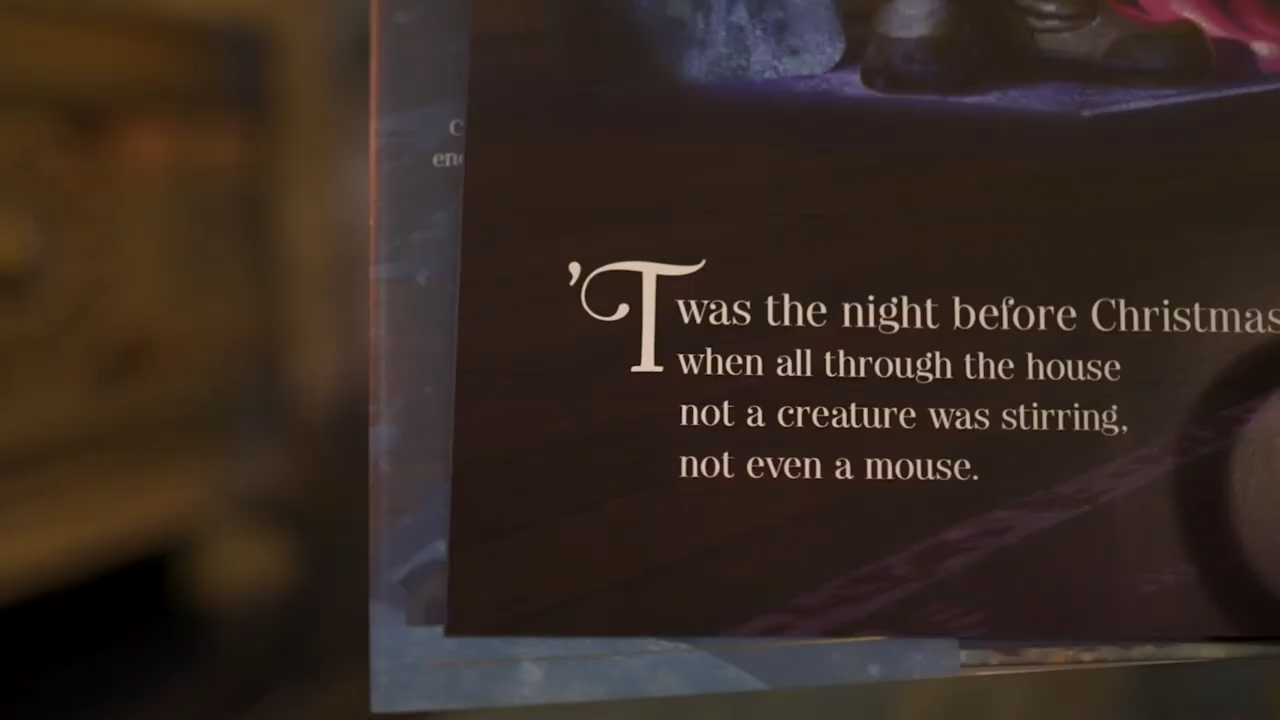 'Twas the night before Christmas
when all through the house
not a creature was stirring,
not even a mouse.